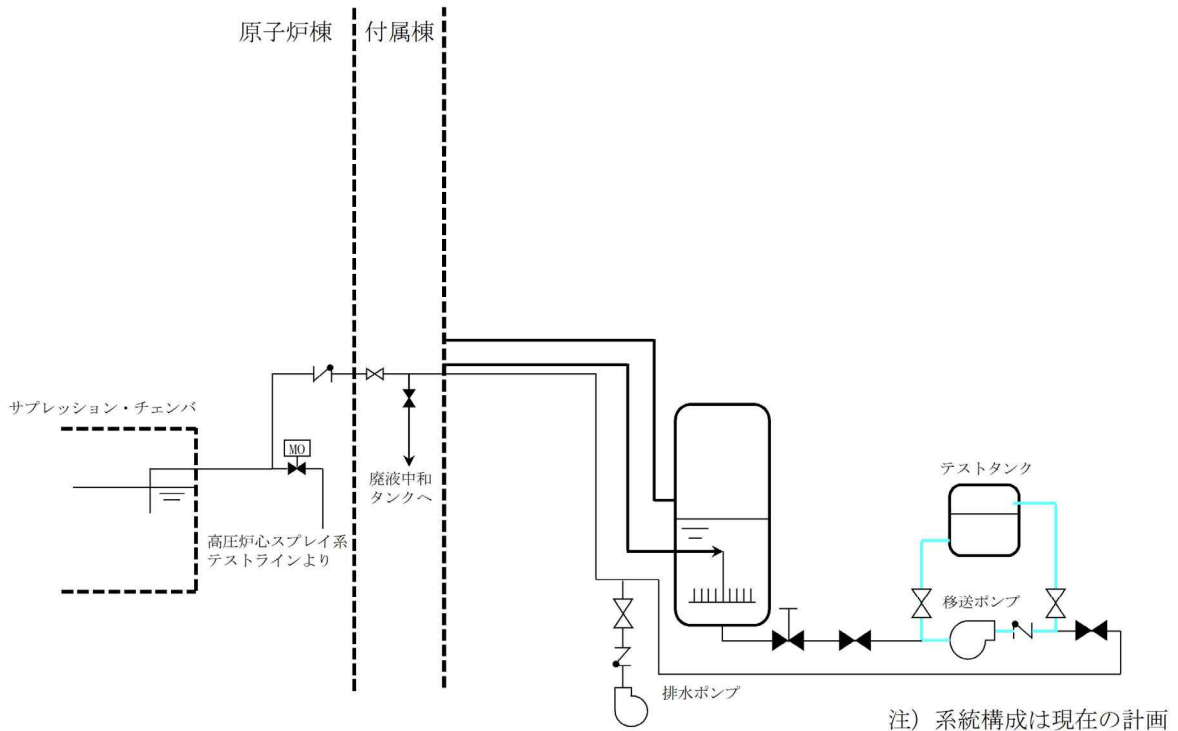 原子炉棟
付属棟
サプレッション・チェンバ
MO
高圧炉心スプレイ系
テストラインより
廃液中和
タンクへ
テストタンク
移送ポンプ
排水ポンプ
注）系統構成は現在の計画